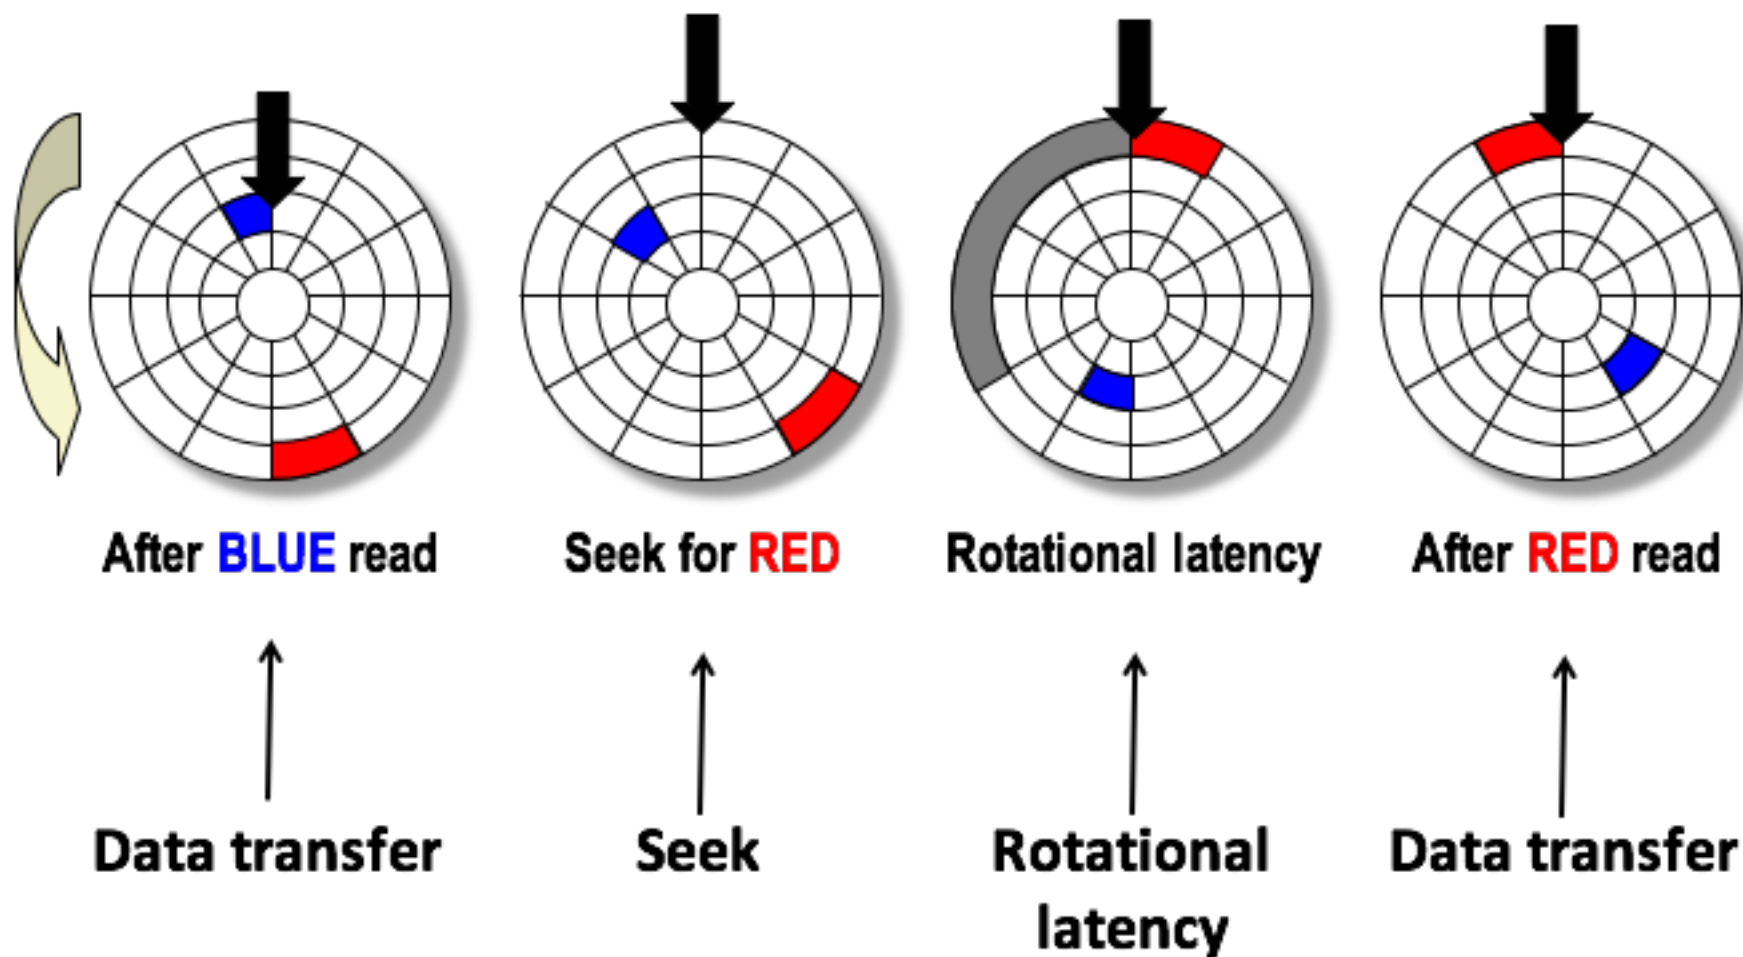 After BLUE read
Seek for RED
Rotational latency
After RED read
Data transfer
Seek
Rotational
latency
Data transfer